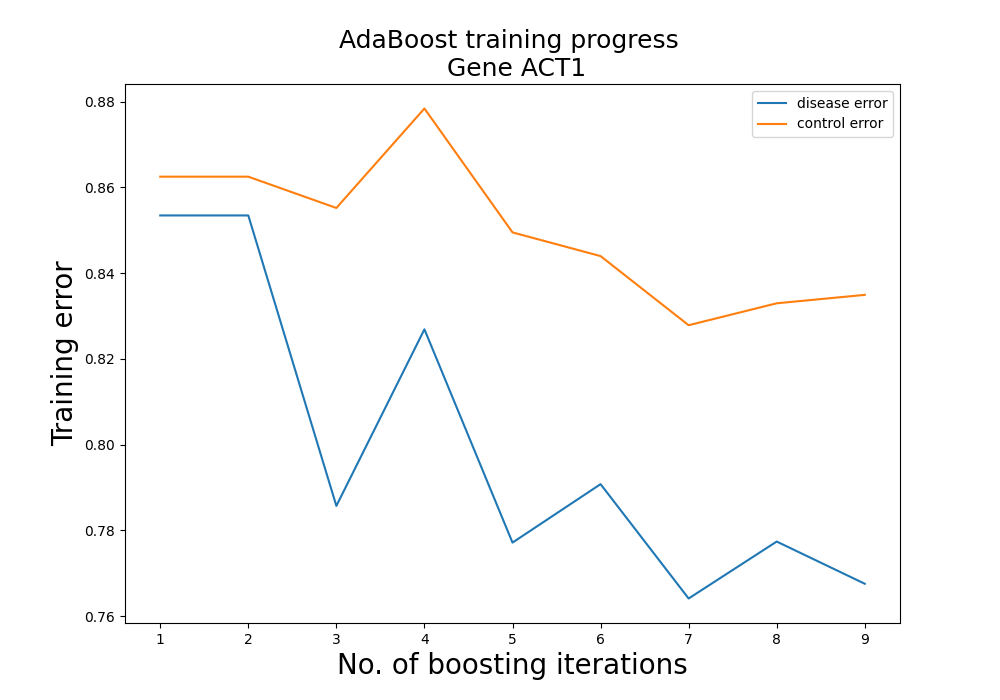 AdaBoost training progress
Gene ACT1
disease error
control error
Training error
0.88
0.86
0.84
0.82
0.80
0.78
0.76
1 2 3 4 5 6 7 8 9
No. of boosting iterations